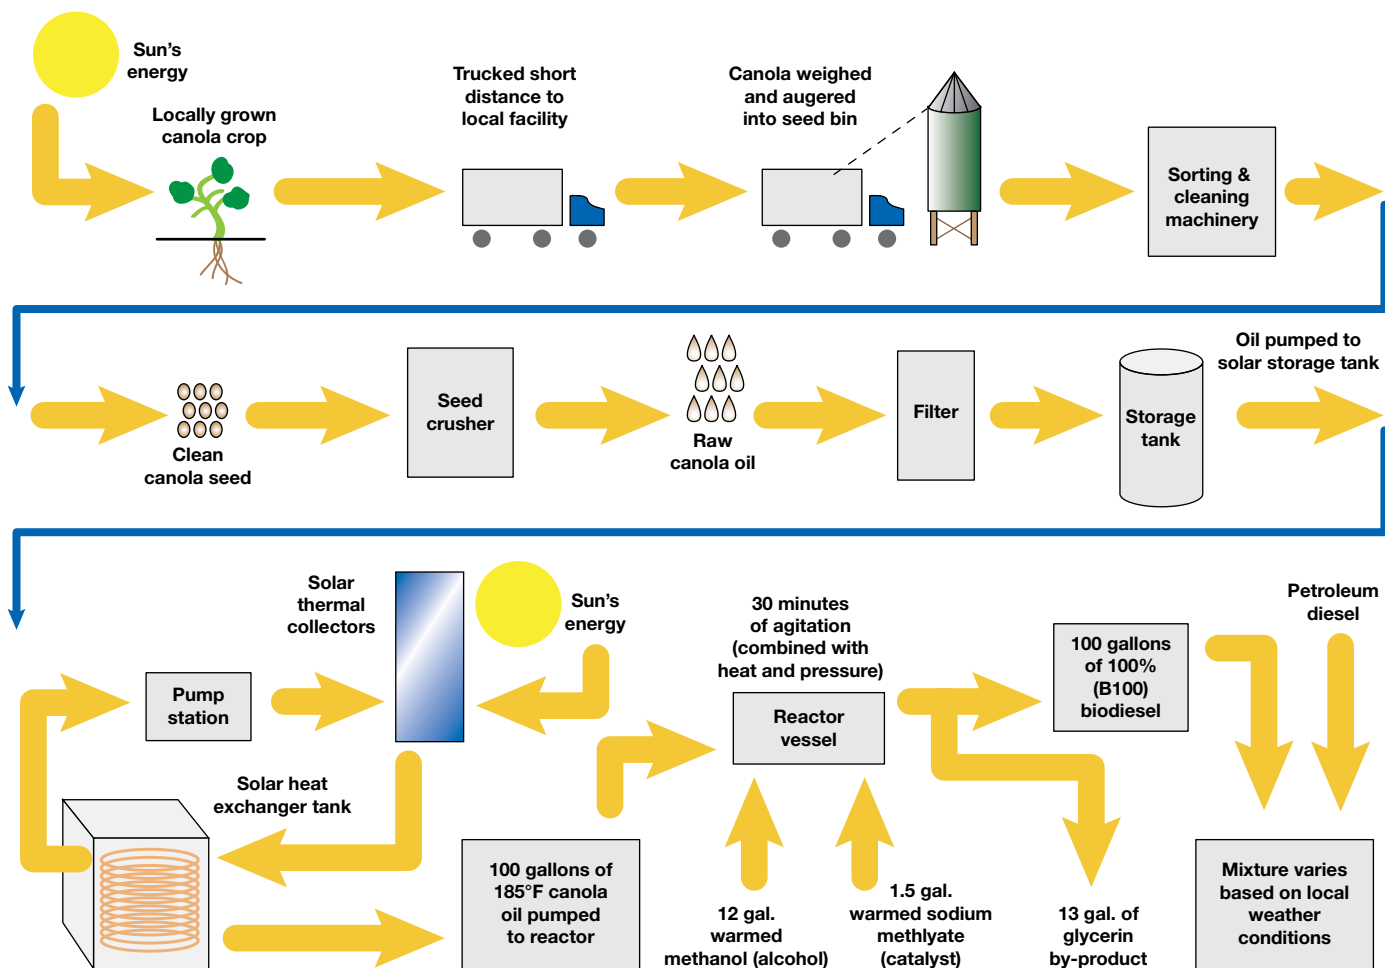 Sun's
energy
Locally grown
canola crop
Trucked short
distance to
local facility
Canola weighed
and augered
into seed bin
Sorting &
cleaning
machinery
Clean
canola seed
Seed
crusher
Raw
canola oil
Filter
Storage
tank
Oil pumped to
solar storage tank
Pump
station
Solar
thermal
collectors
Sun's
energy
Solar heat
exchanger tank
100 gallons of
185°F canola
oil pumped
to reactor
30 minutes
of agitation
(combined with
heat and pressure)
Reactor
vessel
12 gal.
warmed
methanol (alcohol)
1.5 gal.
warmed sodium
methlyate
(catalyst)
13 gal. of
glycerin
by-product
100 gallons
of 100%
(B100)
biodiesel
Petroleum
diesel
Mixture varies
based on local
weather
conditions